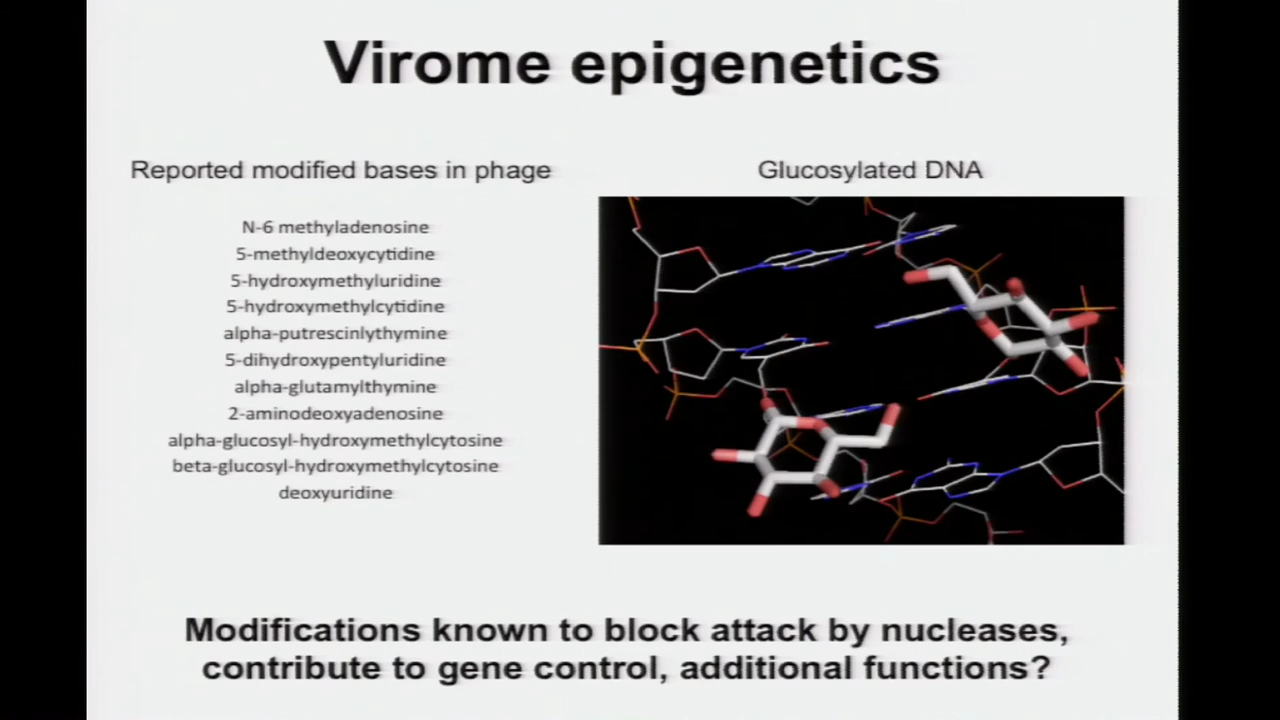 Virome epigenetics
Reported modified bases in phage
N-6 methyladenosine
5-methyldeoxycytidine
5-hydroxymethyluridine
5-hydroxymethylcytidine
alpha-putrescinlythymine
5-dihydroxypentyluridine
alpha-glutamylthymine
2-aminodeoxyadenosine
alpha-glucosyl-hydroxymethylcytosine
beta-glucosyl-hydroxymethylcytosine
deoxyuridine
Glucosylated DNA
Modifications known to block attack by nucleases,
contribute to gene control, additional functions?